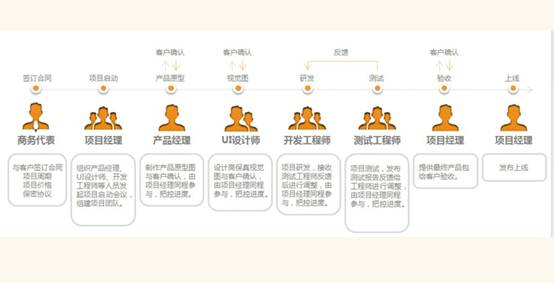 客户确认
客户确认
反馈
客户确认
签订合同
项目启动
产品原型
视觉图
研发
测试
验收
上线
商务代表
项目经理
产品经理
UI设计师
开发工程师
测试工程师
项目经理
项目经理
与客户签订合同
项目周期
项目价格
保密协议
组织产品经理、
UI设计师、开发
工程师等人员发
起项目启动会议，
组建项目团队。
制作产品原型图
与客户确认，由
项目经理同程参
与，把控进度。
设计高保真视觉
图与客户确认，
由项目经理同程
参与，把控进度。
项目研发，接收
测试工程师反馈
后进行调整，由
项目经理同程参
与，把控进度。
项目测试，发布
测试报告反馈给
工程师进行调整，
由项目经理同程
参与，把控进度。
提供最终产品包
给客户验收。
发布上线